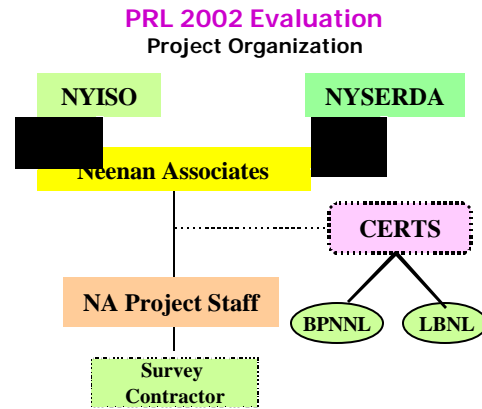 PRL 2002 Evaluation
Project Organization
NYISO
NYSERDA
Neenan Associates
CERTS
NA Project Staff
BPNNL
LBNL
Survey
Contractor